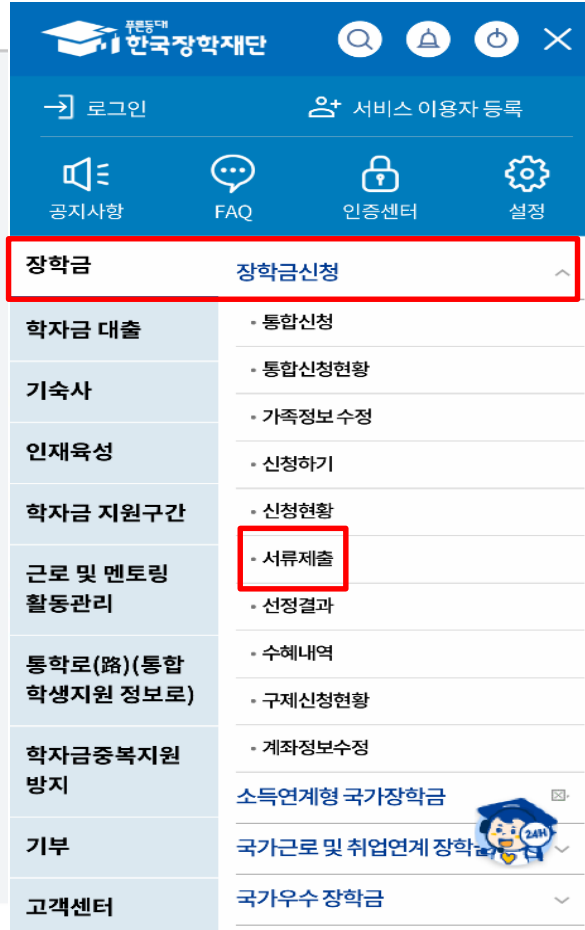 푸른등대
한국장학재단
로그인
서비스 이용자 등록
공지사항
FAQ
인증센터
설정
장학금
학자금 대출
기숙사
인재육성
학자금 지원구간
근로 및 멘토링
활동관리
통학로(路)(통합
학생지원 정보로)
학자금중복지원
방지
기부
고객센터
장학금신청
· 통합신청
· 통합신청현황
· 가족정보 수정
· 신청하기
· 신청현황
· 서류제출
· 선정결과
· 수혜내역
· 구제신청현황
· 계좌정보수정
소득연계형 국가장학금
국가근로 및 취업연계 장학
24H
국가우수 장학금